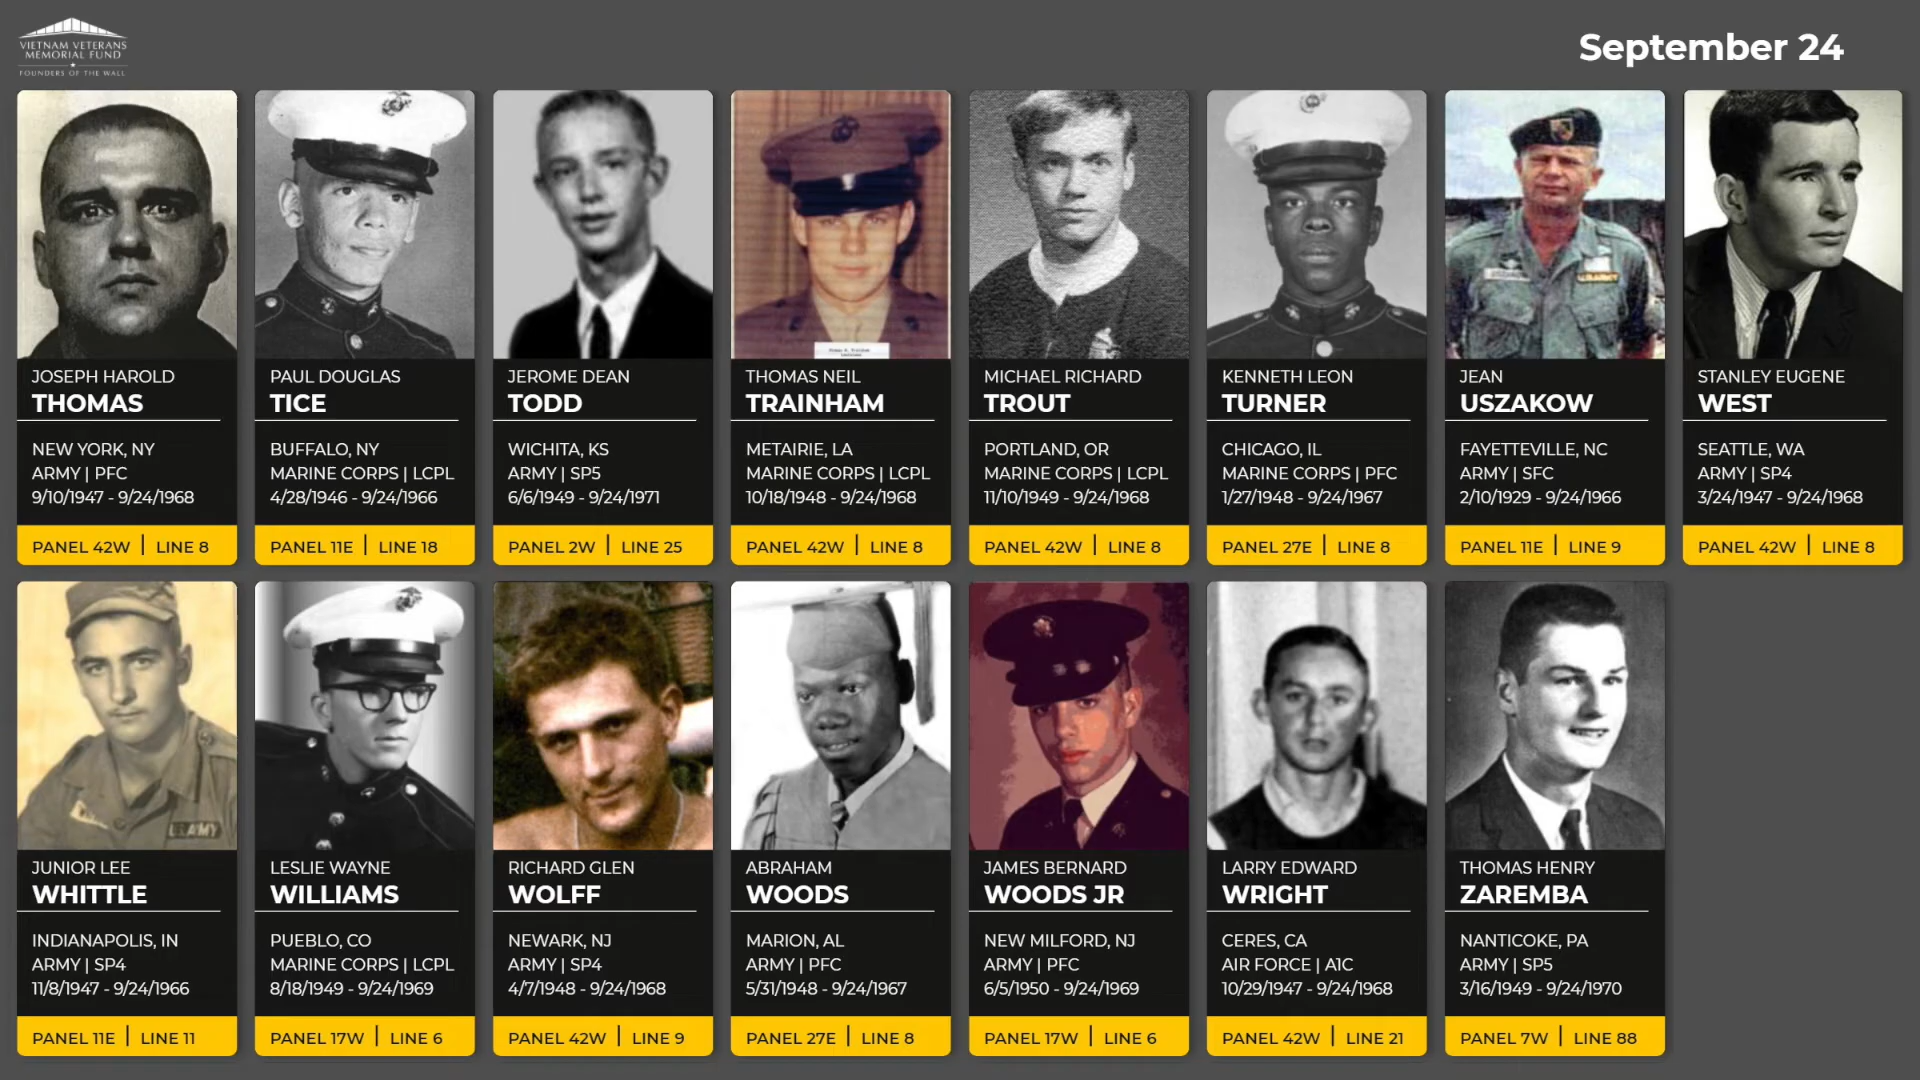 VIETNAM VETERANS
MEMORIAL FUND
FOUNDERS OF THE WALL
September 24
JOSEPH HAROLD
THOMAS
NEW YORK, NY
ARMY | PFC
9/10/1947 - 9/24/1968
PANEL 42W | LINE 8
PAUL DOUGLAS
TICE
BUFFALO, NY
MARINE CORPS | LCPL
4/28/1946 - 9/24/1966
PANEL 11E | LINE 18
JEROME DEAN
TODD
WICHITA, KS
ARMY | SP5
6/6/1949 - 9/24/1971
PANEL 2W | LINE 25
THOMAS NEIL
TRAINHAM
METAIRIE, LA
MARINE CORPS | LCPL
10/18/1948 - 9/24/1968
PANEL 42W | LINE 8
MICHAEL RICHARD
TROUT
PORTLAND, OR
MARINE CORPS | LCPL
11/10/1949 - 9/24/1968
PANEL 42W | LINE 8
KENNETH LEON
TURNER
CHICAGO, IL
MARINE CORPS | PFC
1/27/1948 - 9/24/1967
PANEL 27E | LINE 8
JEAN
USZAKOW
FAYETTEVILLE, NC
ARMY | SFC
2/10/1929 - 9/24/1966
PANEL 11E | LINE 9
STANLEY EUGENE
WEST
SEATTLE, WA
ARMY | SP4
3/24/1947 - 9/24/1968
PANEL 42W | LINE 8
U.S. ARMY
JUNIOR LEE
WHITTLE
INDIANAPOLIS, IN
ARMY | SP4
11/8/1947 - 9/24/1966
PANEL 11E | LINE 11
LESLIE WAYNE
WILLIAMS
PUEBLO, CO
MARINE CORPS | LCPL
8/18/1949 - 9/24/1969
PANEL 17W | LINE 6
RICHARD GLEN
WOLFF
NEWARK, NJ
ARMY | SP4
4/7/1948 - 9/24/1968
PANEL 42W | LINE 9
ABRAHAM
WOODS
MARION, AL
ARMY | PFC
5/31/1948 - 9/24/1967
PANEL 27E | LINE 8
JAMES BERNARD
WOODS JR
NEW MILFORD, NJ
ARMY | PFC
6/5/1950 - 9/24/1969
PANEL 17W | LINE 6
LARRY EDWARD
WRIGHT
CERES, CA
AIR FORCE | A1C
10/29/1947 - 9/24/1968
PANEL 42W | LINE 21
THOMAS HENRY
ZAREMBA
NANTICOKE, PA
ARMY | SP5
3/16/1949 - 9/24/1970
PANEL 7W | LINE 88